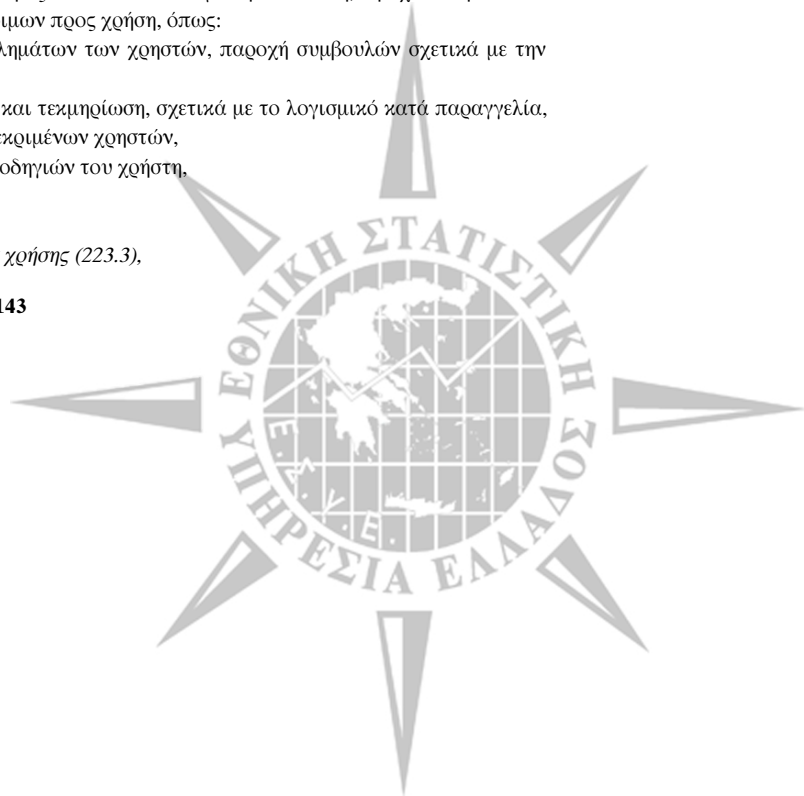 ιμων προς χρήση, όπως:
λημάτων των χρηστών, παροχή συμβουλών σχετικά με την
και τεκμηρίωση, σχετικά με το λογισμικό κατά παραγγελία,
εκριμένων χρηστών,
οδηγιών του χρήστη,
χρήσης (223.3),
143
ΕΘΝΙΚΗ ΣΤΑΤΙΣΤΙΚΗ
ΥΠΗΡΕΣΙΑ ΕΛΛΑΔΟΣ
Ε.Σ.Υ.Ε.